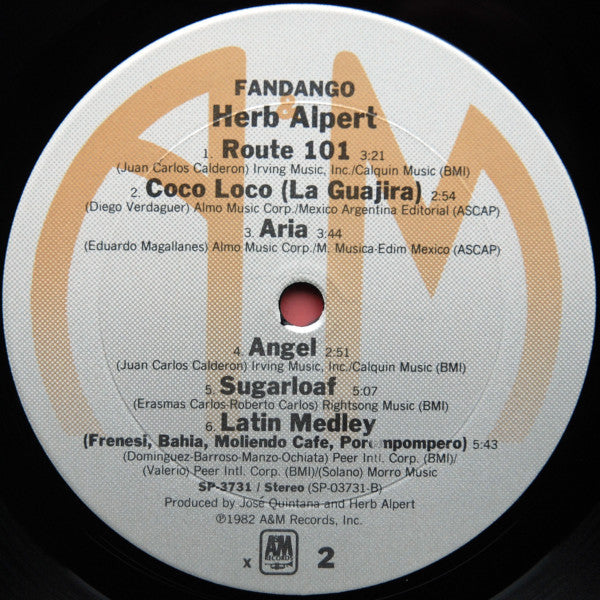 FANDANGO
Herb Alpert
1. Route 101 3:21
(Juan Carlos Calderon) Irving Music, Inc./Calquin Music (BMI)
2. Coco Loco (La Guajira) 2:54
(Diego Verdaguer) Almo Music Corp./Mexico Argentina Editorial (ASCAP)
3. Aria 3:44
(Eduardo Magallanes) Almo Music Corp./M. Musica-Edim Mexico (ASCAP)
4. Angel 2:51
(Juan Carlos Calderon) Irving Music, Inc./Calquin Music (BMI)
5. Sugarloaf 5:07
(Erasmas Carlos-Roberto Carlos) Rightsong Music (BMI)
6. Latin Medley
(Frenesi, Bahia, Moliendo Cafe, Porompompero) 5:43
(Dominguez-Barroso-Manzo-Ochiata) Peer Intl. Corp. (BMI)/
(Valerio) Peer Intl. Corp. (BMI)/(Solano) Morro Music
SP-3731 / Stereo (SP-03731-B)
Produced by José Quintana and Herb Alpert
℗1982 A&M Records, Inc.
x A&M RECORDS 2